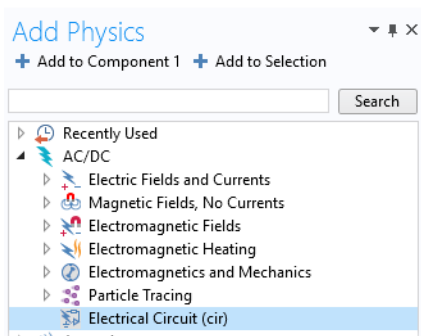 Add Physics
Add to Component 1 Add to Selection
Search
Recently Used
AC/DC
Electric Fields and Currents
Magnetic Fields, No Currents
Electromagnetic Fields
Electromagnetic Heating
Electromagnetics and Mechanics
Particle Tracing
Electrical Circuit (cir)